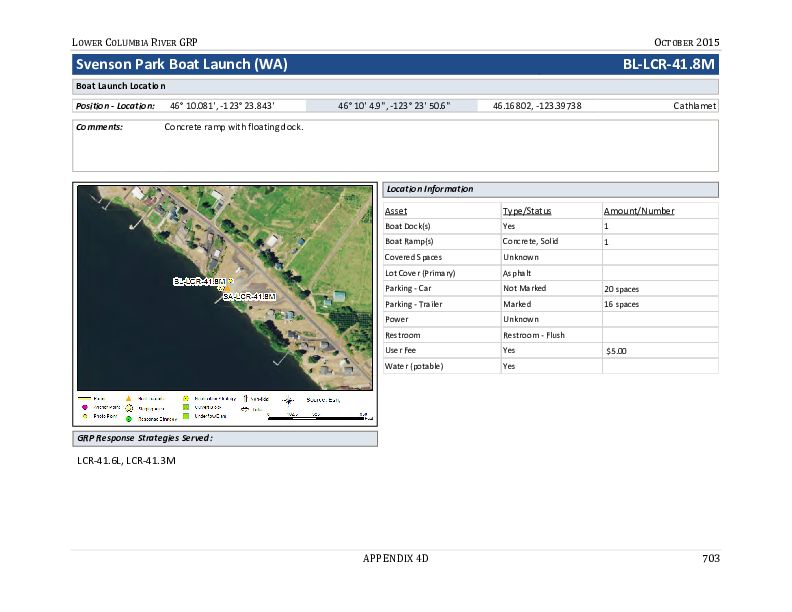 LOWER COLUMBIA RIVER GRP OCTOBER 2015
Svenson Park Boat Launch (WA) BL-LCR-41.8M
Boat Launch Location
Position - Location: 46° 10.081', -123° 23.843' 46° 10' 4.9", -123° 23' 50.6" 46.16802, -123.39738 Cathlamet
Comments: Concrete ramp with floating dock.
BL-LCR-41.8M
SA-LCR-41.8M
Source: Esri,
GRP Response Strategies Served:
LCR-41.6L, LCR-41.3M
Location Information
Asset Type/Status Amount/Number
Boat Dock(s) Yes 1
Boat Ramp(s) Concrete, Solid 1
Covered Spaces Unknown
Lot Cover (Primary) Asphalt
Parking - Car Not Marked 20 spaces
Parking - Trailer Marked 16 spaces
Power Unknown
Restroom Restroom - Flush
User Fee Yes $5.00
Water (potable) Yes
APPENDIX 4D 703